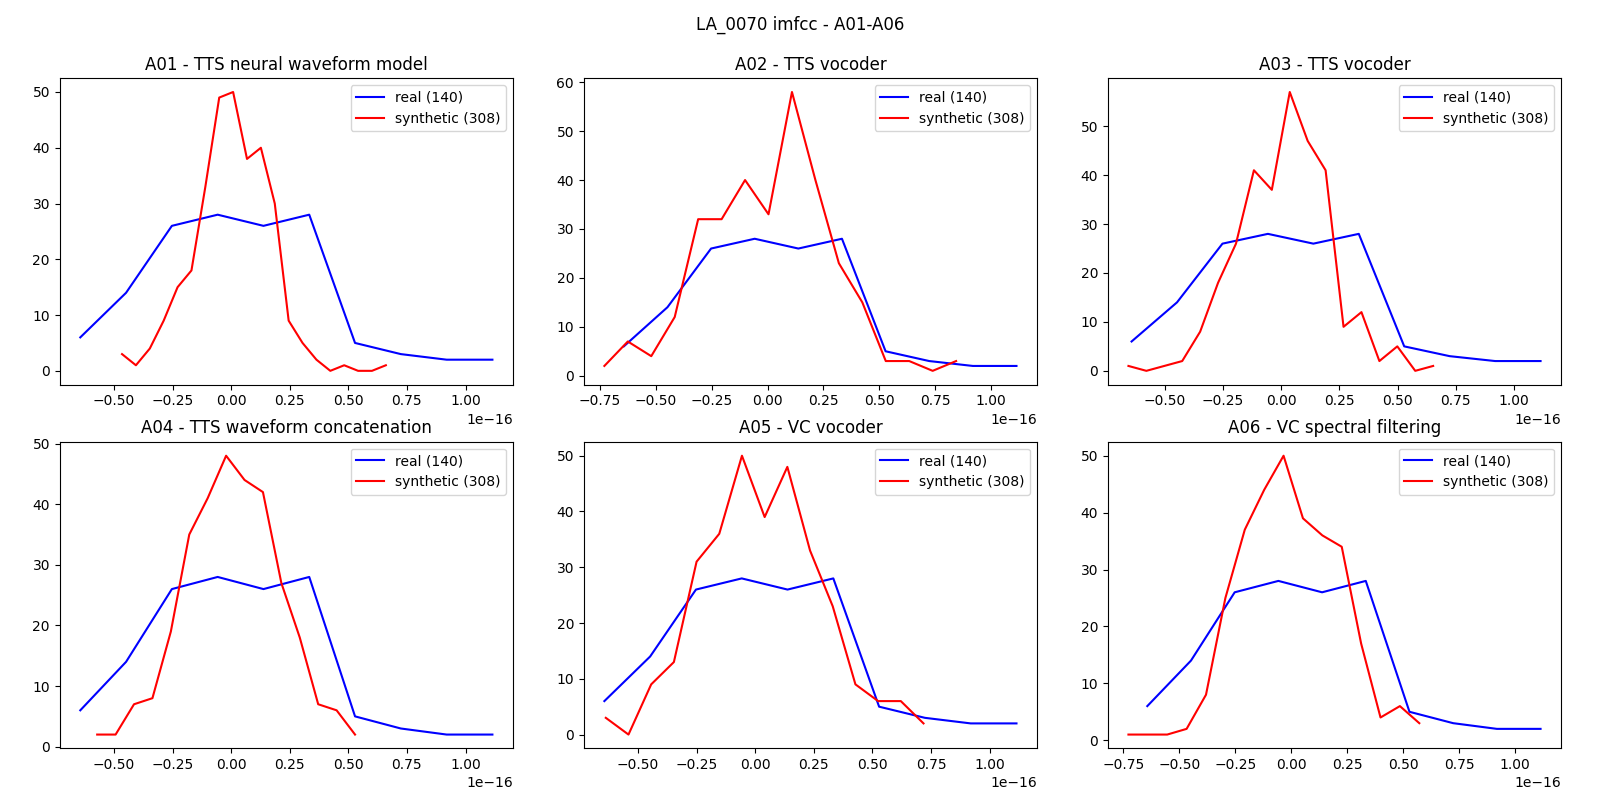 LA_0070 imfcc - A01-A06
A01 - TTS neural waveform model
real (140)
synthetic (308)
50
40
30
20
10
0
−0.50 −0.25 0.00 0.25 0.50 0.75 1.00
1e−16
A02 - TTS vocoder
real (140)
synthetic (308)
60
50
40
30
20
10
0
−0.75 −0.50 −0.25 0.00 0.25 0.50 0.75 1.00
1e−16
A03 - TTS vocoder
real (140)
synthetic (308)
50
40
30
20
10
0
−0.50 −0.25 0.00 0.25 0.50 0.75 1.00
1e−16
A04 - TTS waveform concatenation
real (140)
synthetic (308)
50
40
30
20
10
0
−0.50 −0.25 0.00 0.25 0.50 0.75 1.00
1e−16
A05 - VC vocoder
real (140)
synthetic (308)
50
40
30
20
10
0
−0.50 −0.25 0.00 0.25 0.50 0.75 1.00
1e−16
A06 - VC spectral filtering
real (140)
synthetic (308)
50
40
30
20
10
0
−0.75 −0.50 −0.25 0.00 0.25 0.50 0.75 1.00
1e−16